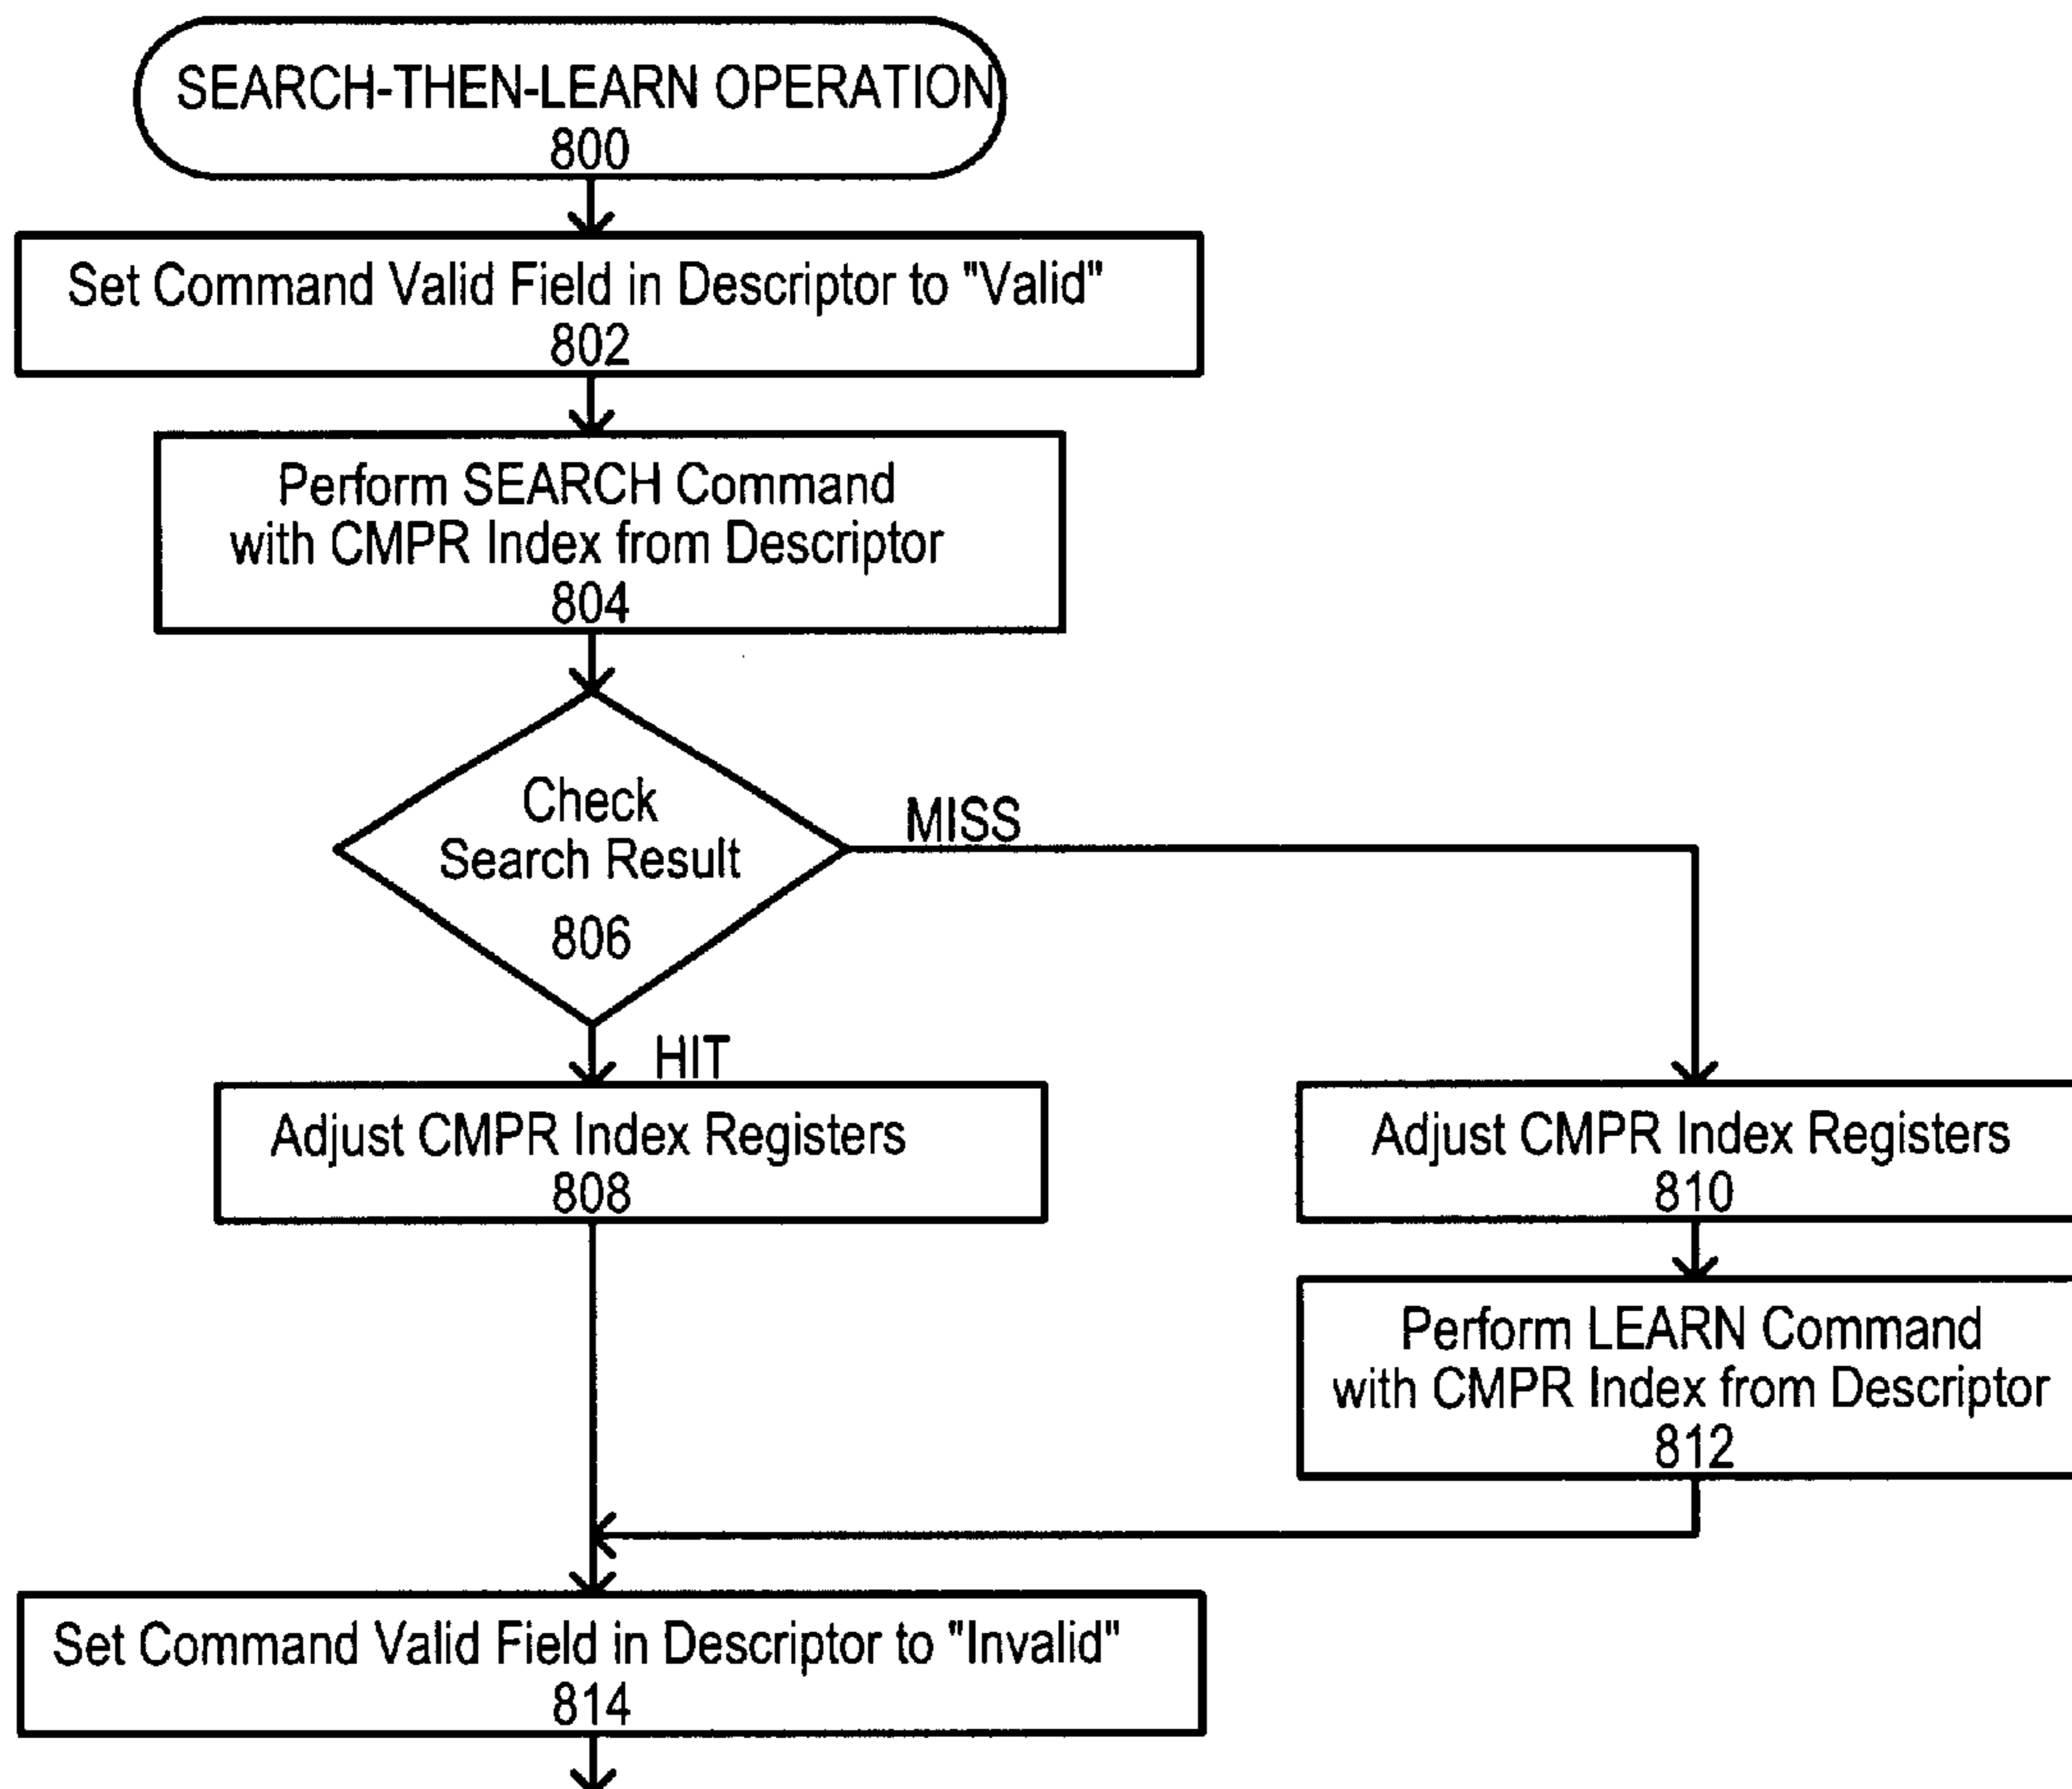 SEARCH-THEN-LEARN OPERATION
800
Set Command Valid Field in Descriptor to "Valid"
802
Perform SEARCH Command
with CMPR Index from Descriptor
804
Check
Search Result
806
MISS
HIT
Adjust CMPR Index Registers
808
Adjust CMPR Index Registers
810
Perform LEARN Command
with CMPR Index from Descriptor
812
Set Command Valid Field in Descriptor to "Invalid"
814